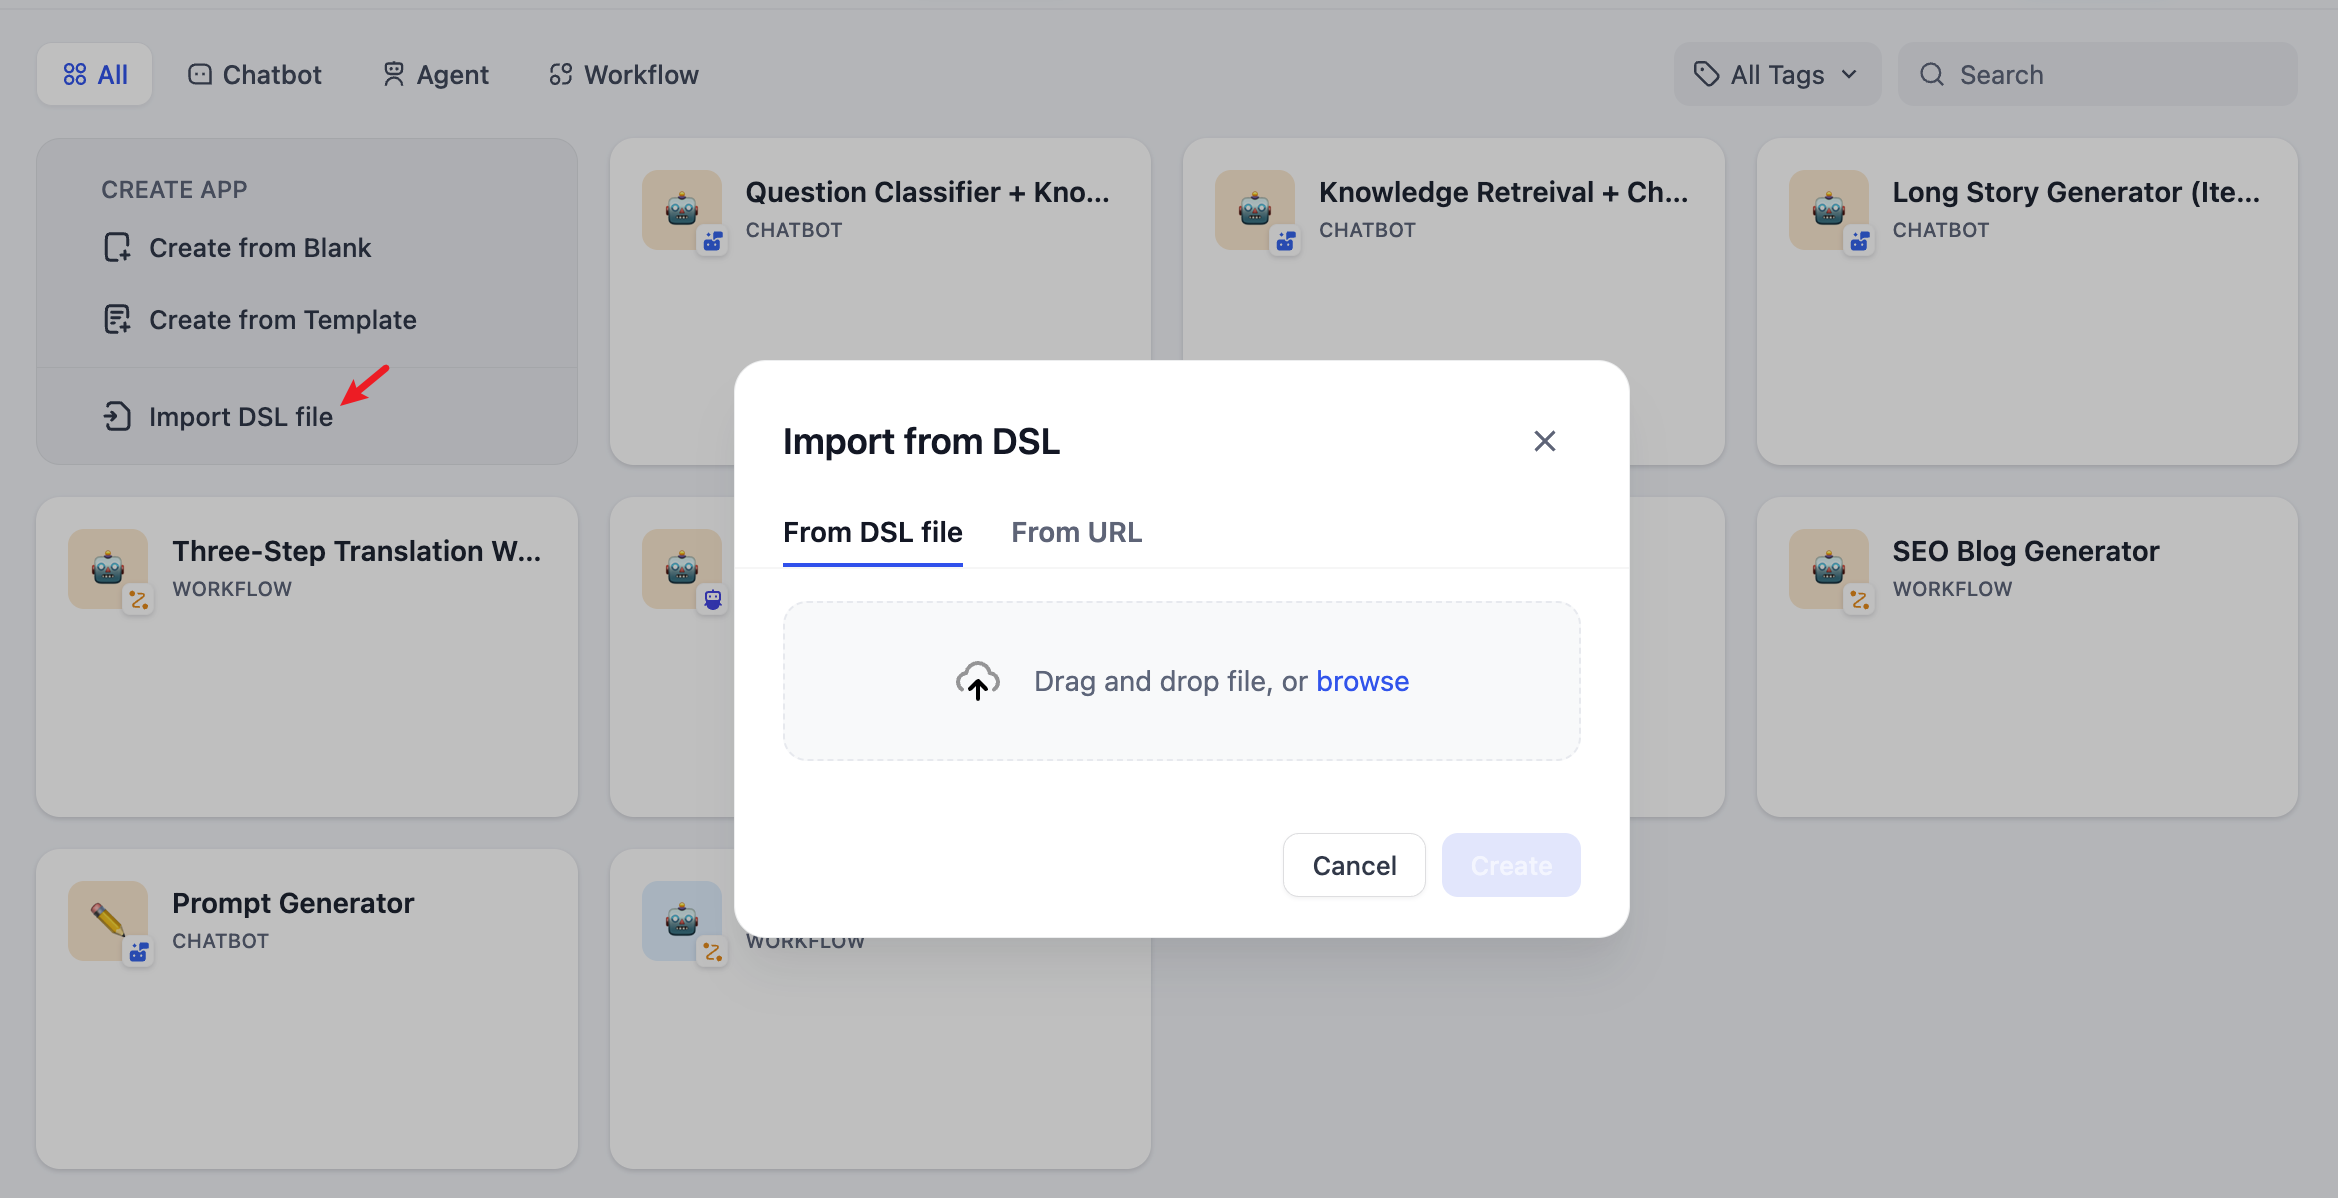 All
Chatbot
Agent
Workflow
All Tags
Search
CREATE APP
Create from Blank
Create from Template
Import DSL file
Question Classifier + Kno...
CHATBOT
Knowledge Retreival + Ch...
CHATBOT
Long Story Generator (Ite...
CHATBOT
Three-Step Translation W...
WORKFLOW
SEO Blog Generator
WORKFLOW
Prompt Generator
CHATBOT
WORKFLOW
Import from DSL
From DSL file
From URL
Drag and drop file, or browse
Cancel
Create